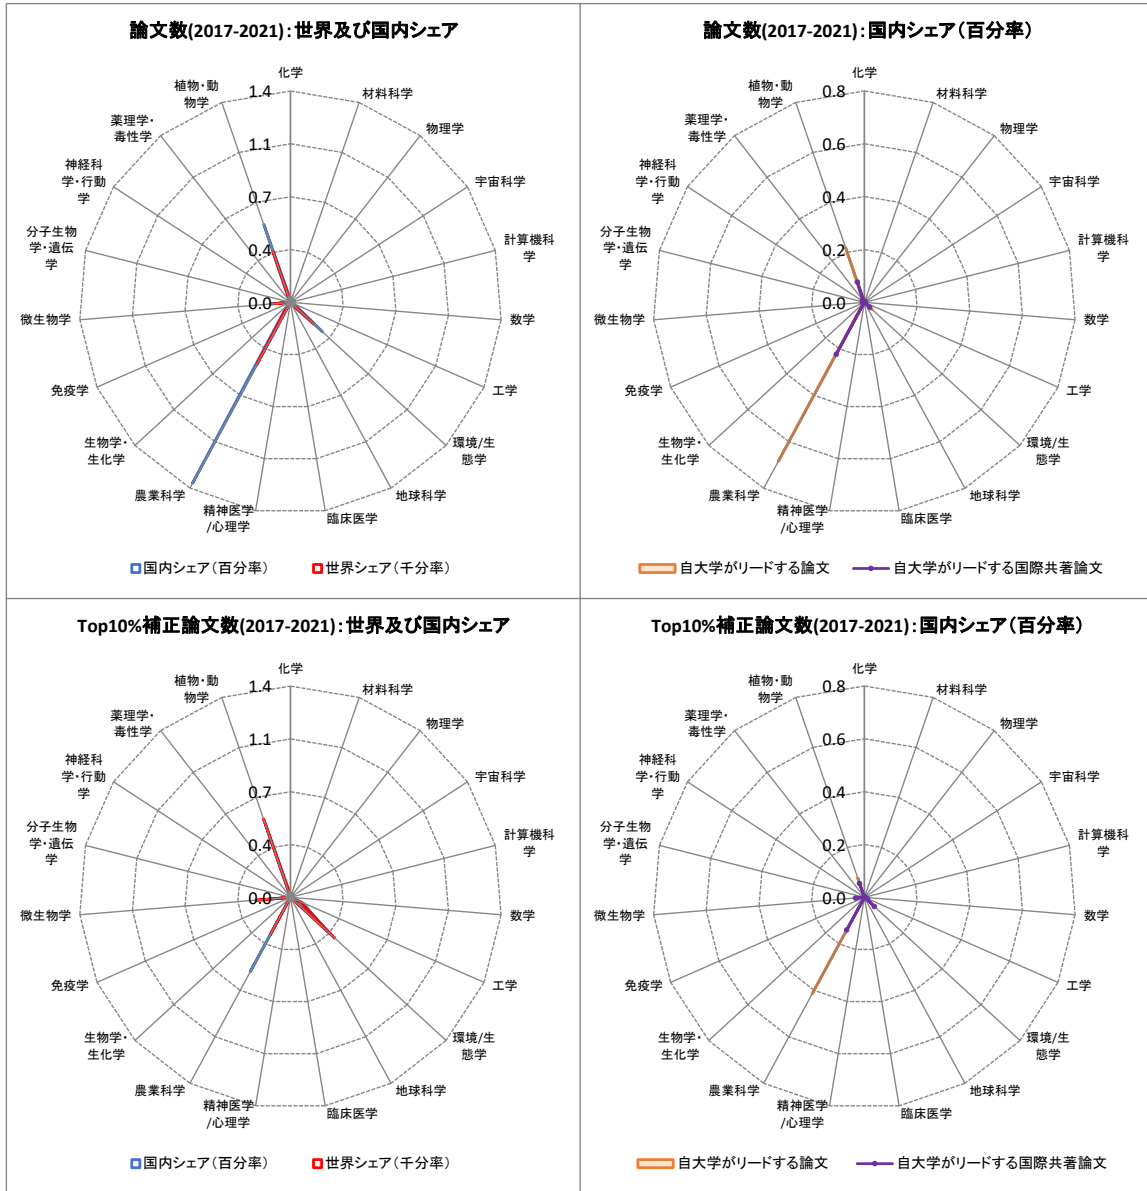 論文数(2017-2021):世界及び国内シェア
化学
材料科学
物理学
宇宙科学
計算機科
学
数学
工学
環境/生
態学
地球科学
臨床医学
精神医学
/心理学
農業科学
生物学・
生化学
免疫学
微生物学
分子生物
学・遺伝
学
神経科
学・行動
学
薬理学・
毒性学
植物・動
物学
1.4
1.1
0.7
0.4
0.0
国内シェア(百分率)
世界シェア(千分率)
論文数(2017-2021):国内シェア(百分率)
化学
材料科学
物理学
宇宙科学
計算機科
学
数学
工学
環境/生
態学
地球科学
臨床医学
精神医学
/心理学
農業科学
生物学・
生化学
免疫学
微生物学
分子生物
学・遺伝
学
神経科
学・行動
学
薬理学・
毒性学
植物・動
物学
0.8
0.6
0.4
0.2
0.0
自大学がリードする論文
自大学がリードする国際共著論文
Top10%補正論文数(2017-2021):世界及び国内シェア
化学
材料科学
物理学
宇宙科学
計算機科
学
数学
工学
環境/生
態学
地球科学
臨床医学
精神医学
/心理学
農業科学
生物学・
生化学
免疫学
微生物学
分子生物
学・遺伝
学
神経科
学・行動
学
薬理学・
毒性学
植物・動
物学
1.4
1.1
0.7
0.4
0.0
国内シェア(百分率)
世界シェア(千分率)
Top10%補正論文数(2017-2021):国内シェア(百分率)
化学
材料科学
物理学
宇宙科学
計算機科
学
数学
工学
環境/生
態学
地球科学
臨床医学
精神医学
/心理学
農業科学
生物学・
生化学
免疫学
微生物学
分子生物
学・遺伝
学
神経科
学・行動
学
薬理学・
毒性学
植物・動
物学
0.8
0.6
0.4
0.2
0.0
自大学がリードする論文
自大学がリードする国際共著論文